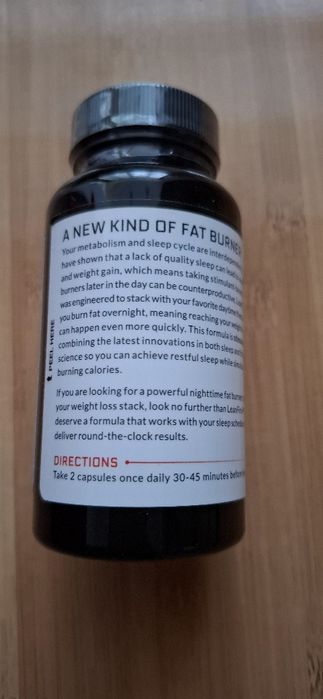 A NEW KIND OF FAT BURNER
Your metabolism and sleep cycle are
have shown that a lack of quality sleep can lead
and weight gain, which means taking stimulant
burners later in the day can be counterproductive.
was engineered to stack with your favorite daytime
you burn fat overnight, meaning reaching your
can happen even more quickly. This formula is
combining the latest innovations in both sleep and
science so you can achieve restful sleep while
burning calories.
If you are looking for a powerful nighttime fat burner
your weight loss stack, look no further than
deserve a formula that works with your sleep
deliver round-the-clock results.
DIRECTIONS
Take 2 capsules once daily 30-45 minutes before
PEEL HERE